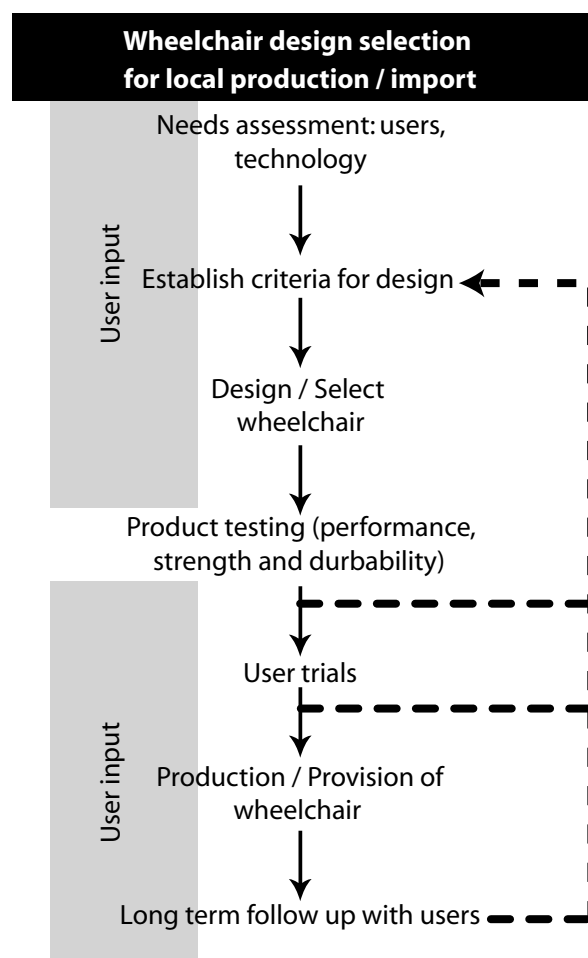 Wheelchair design selection
for local production / import
Needs assessment: users,
technology
User input
Establish criteria for design
Design / Select
wheelchair
Product testing (performance,
strength and durbability)
User trials
User input
Production / Provision of
wheelchair
Long term follow up with users